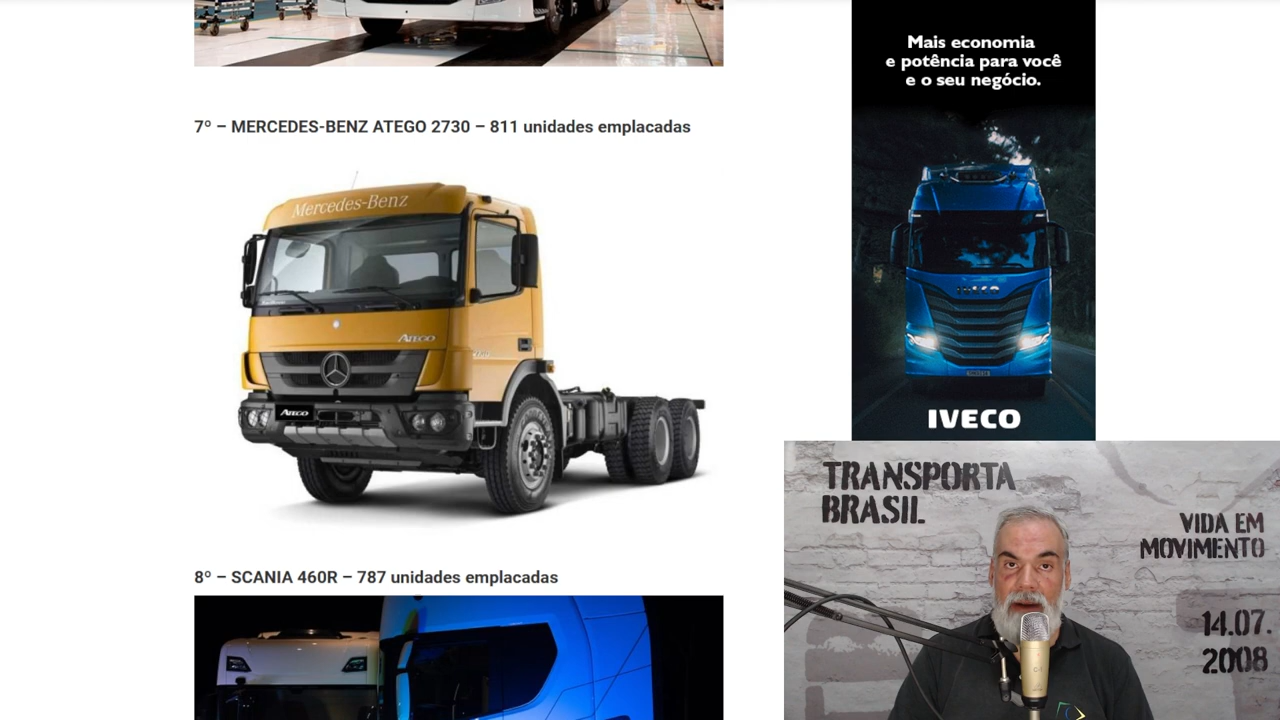 7º – MERCEDES-BENZ ATEGO 2730 – 811 unidades emplacadas
Mercedes-Benz
ATEGO
ATEGO
8º – SCANIA 460R – 787 unidades emplacadas
Mais economia
e potência para você
e o seu negócio.
IVECO
IVECO
TRANSPORTA
BRASIL
VIDA EM
MOVIMENTO
14.07.
2008